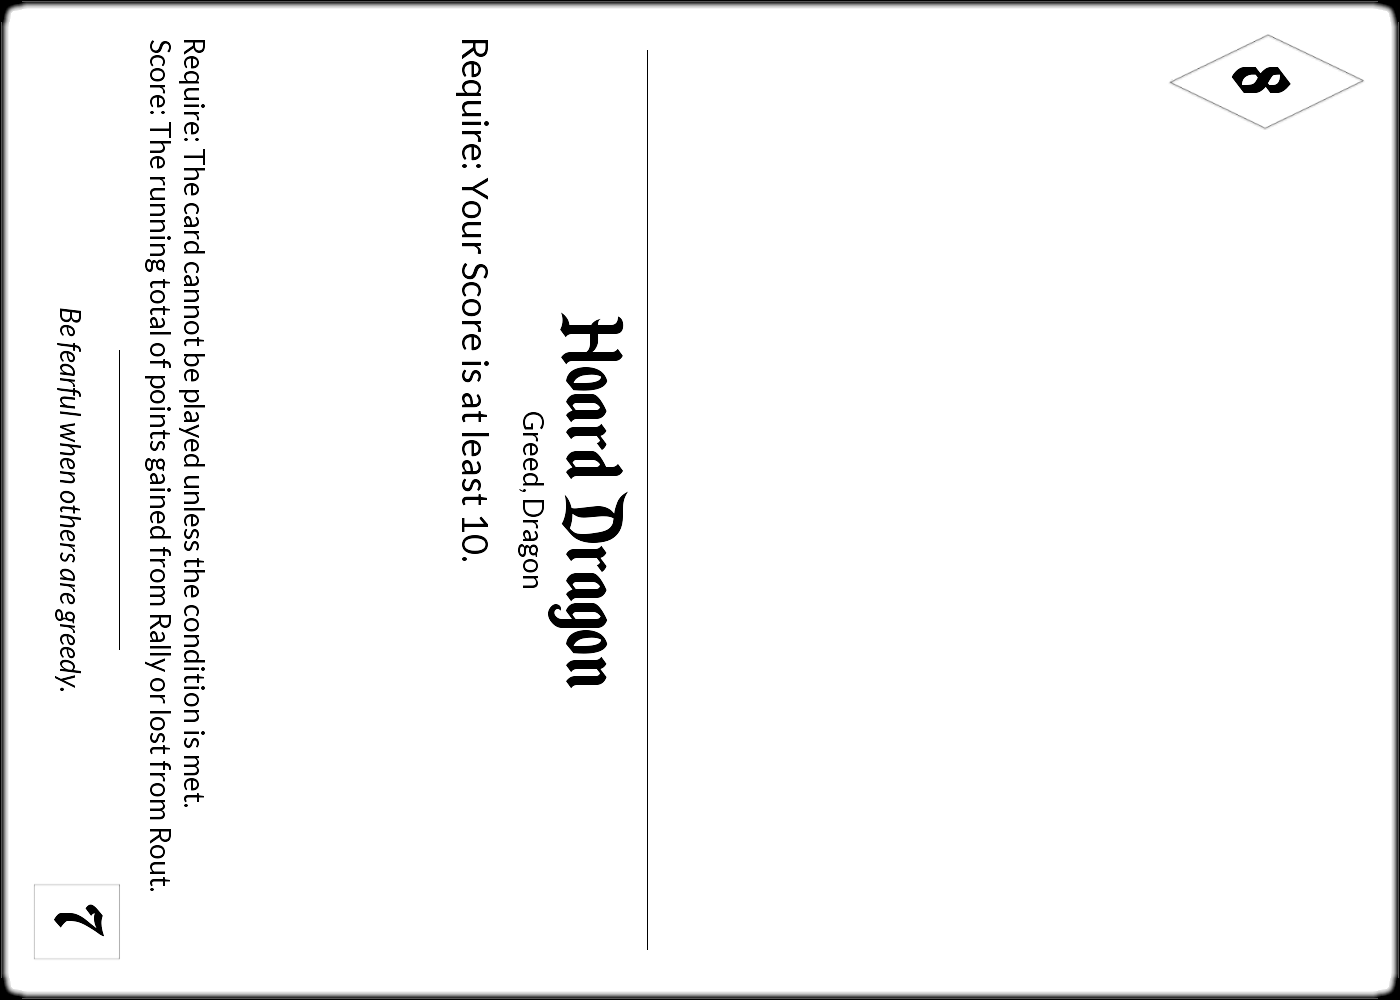 8
Hoard Dragon
Greed, Dragon
Require: Your Score is at least 10.
Require: The card cannot be played unless the condition is met.
Score: The running total of points gained from Rally or lost from Rout.
Be fearful when others are greedy.
7